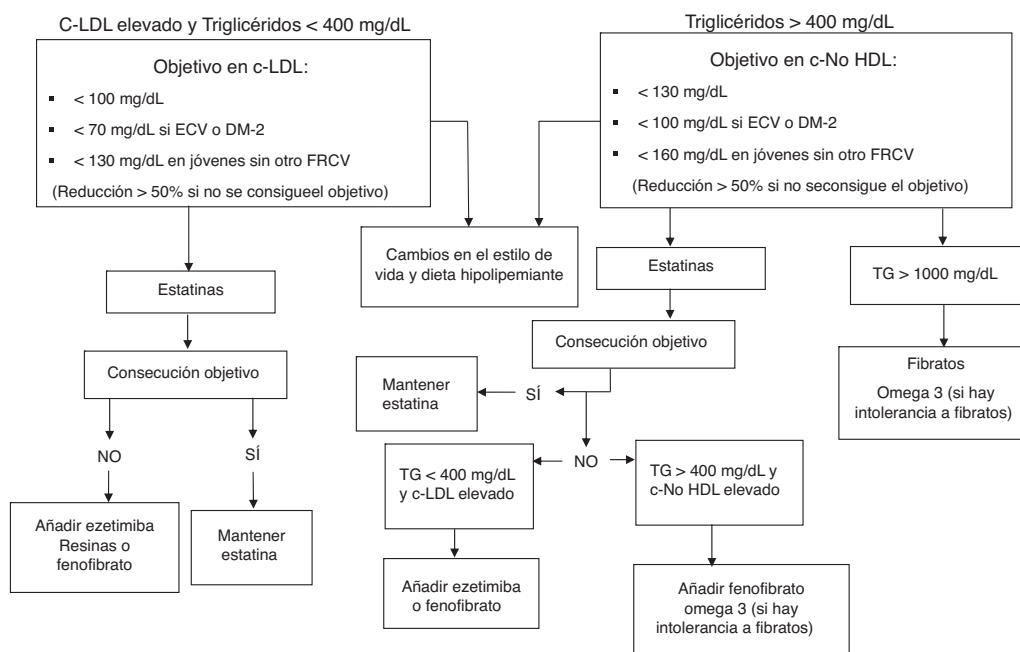 C-LDL elevado y Triglicéridos < 400 mg/dL
Objetivo en c-LDL:
▪ < 100 mg/dL
▪ < 70 mg/dL si ECV o DM-2
▪ < 130 mg/dL en jóvenes sin otro FRCV
(Reducción > 50% si no se consigueel objetivo)
Triglicéridos > 400 mg/dL
Objetivo en c-No HDL:
▪ < 130 mg/dL
▪ < 100 mg/dL si ECV o DM-2
▪ < 160 mg/dL en jóvenes sin otro FRCV
(Reducción > 50% si no seconsigue el objetivo)
Cambios en el estilo de
vida y dieta hipolipemiante
Estatinas
Consecución objetivo
NO
SÍ
Añadir ezetimiba
Resinas o
fenofibrato
Mantener
estatina
Estatinas
Consecución objetivo
SÍ
Mantener
estatina
NO
TG < 400 mg/dL
y c-LDL elevado
Añadir ezetimiba
o fenofibrato
TG > 400 mg/dL y
c-No HDL elevado
Añadir fenofibrato
omega 3 (si hay
intolerancia a fibratos)
TG > 1000 mg/dL
Fibratos
Omega 3 (si hay
intolerancia a fibratos)